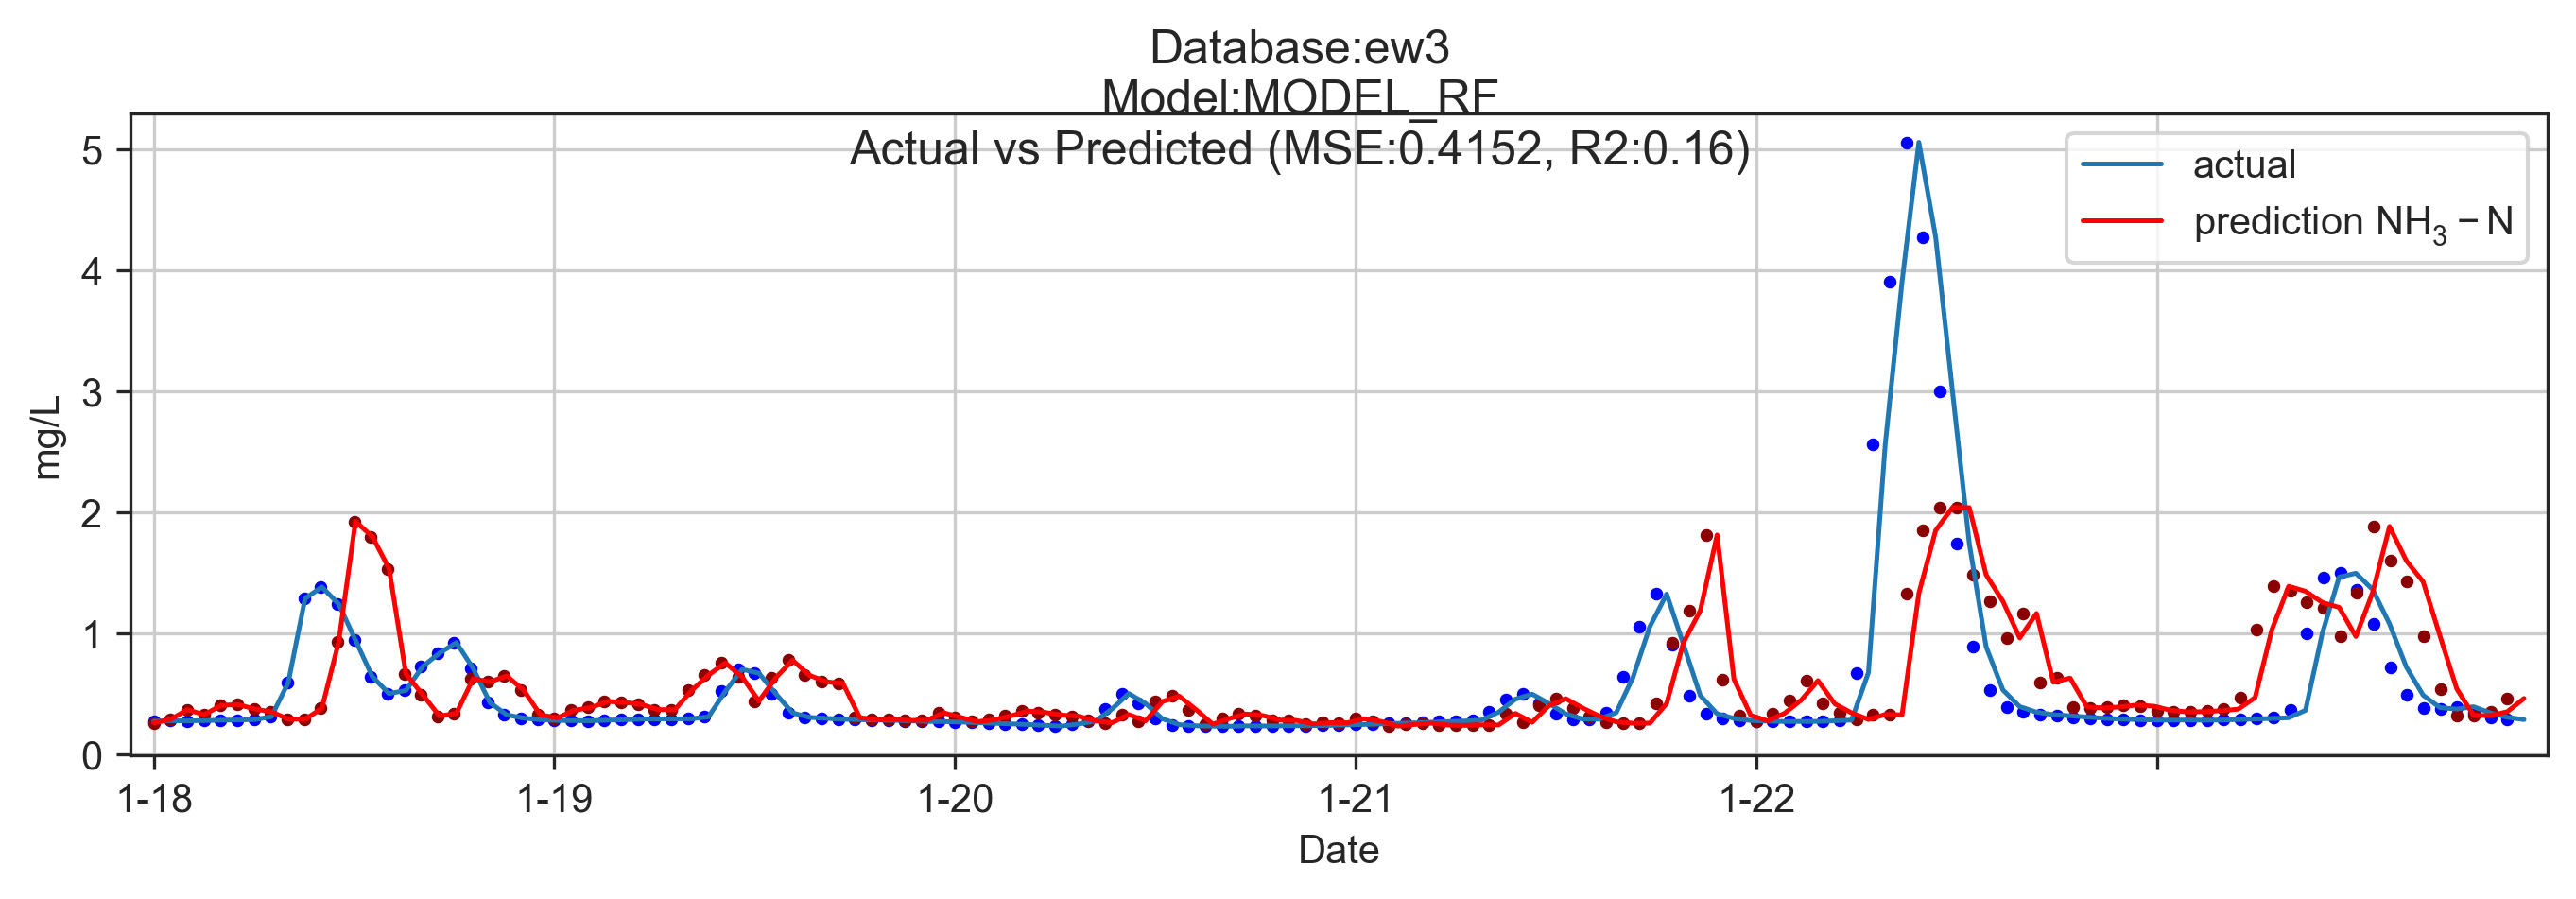 Database:ew3
Model:MODEL_RF
Actual vs Predicted (MSE:0.4152, R2:0.16)
actual
prediction NH₃ − N
5
4
3
2
1
0
mg/L
1-18 1-19 1-20 1-21 1-22
Date